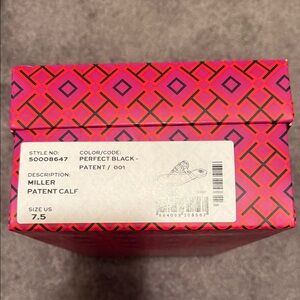 STYLE NO:
50008647
COLOR/CODE:
PERFECT BLACK -
PATENT / 001
DESCRIPTION:
MILLER
PATENT CALF
SIZE US
7.5